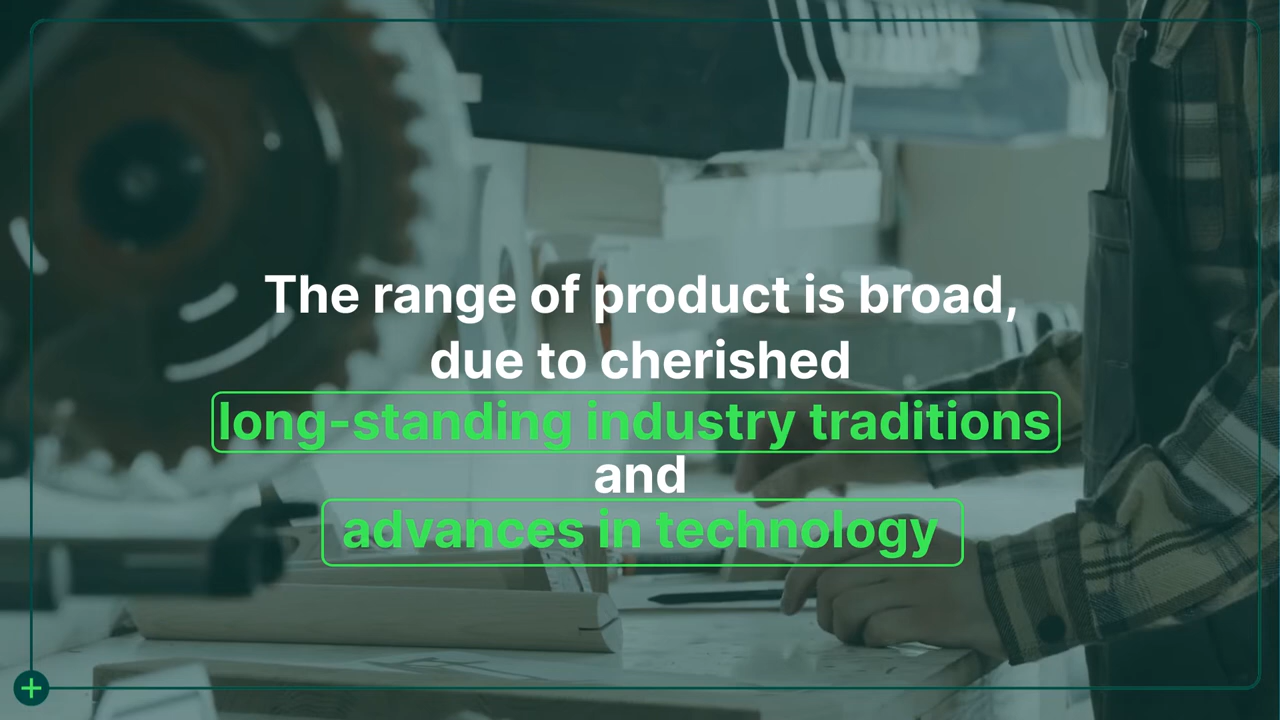 The range of product is broad,
due to cherished
long-standing industry traditions
and
advances in technology